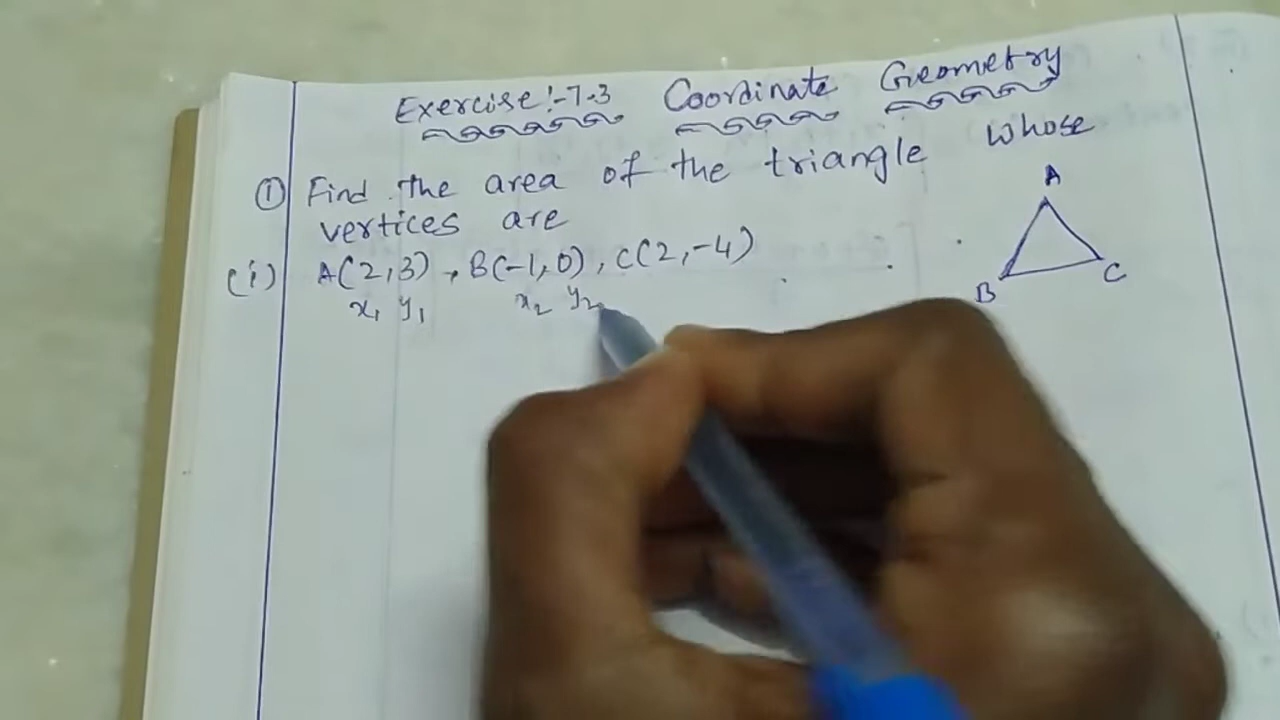 Exercise:-7.3 Coordinate Geometry
① Find the area of the triangle whose
vertices are
(i) A(2,3), B(-1,0), C(2,-4)
x₁ y₁ x₂ y₂
A
B C